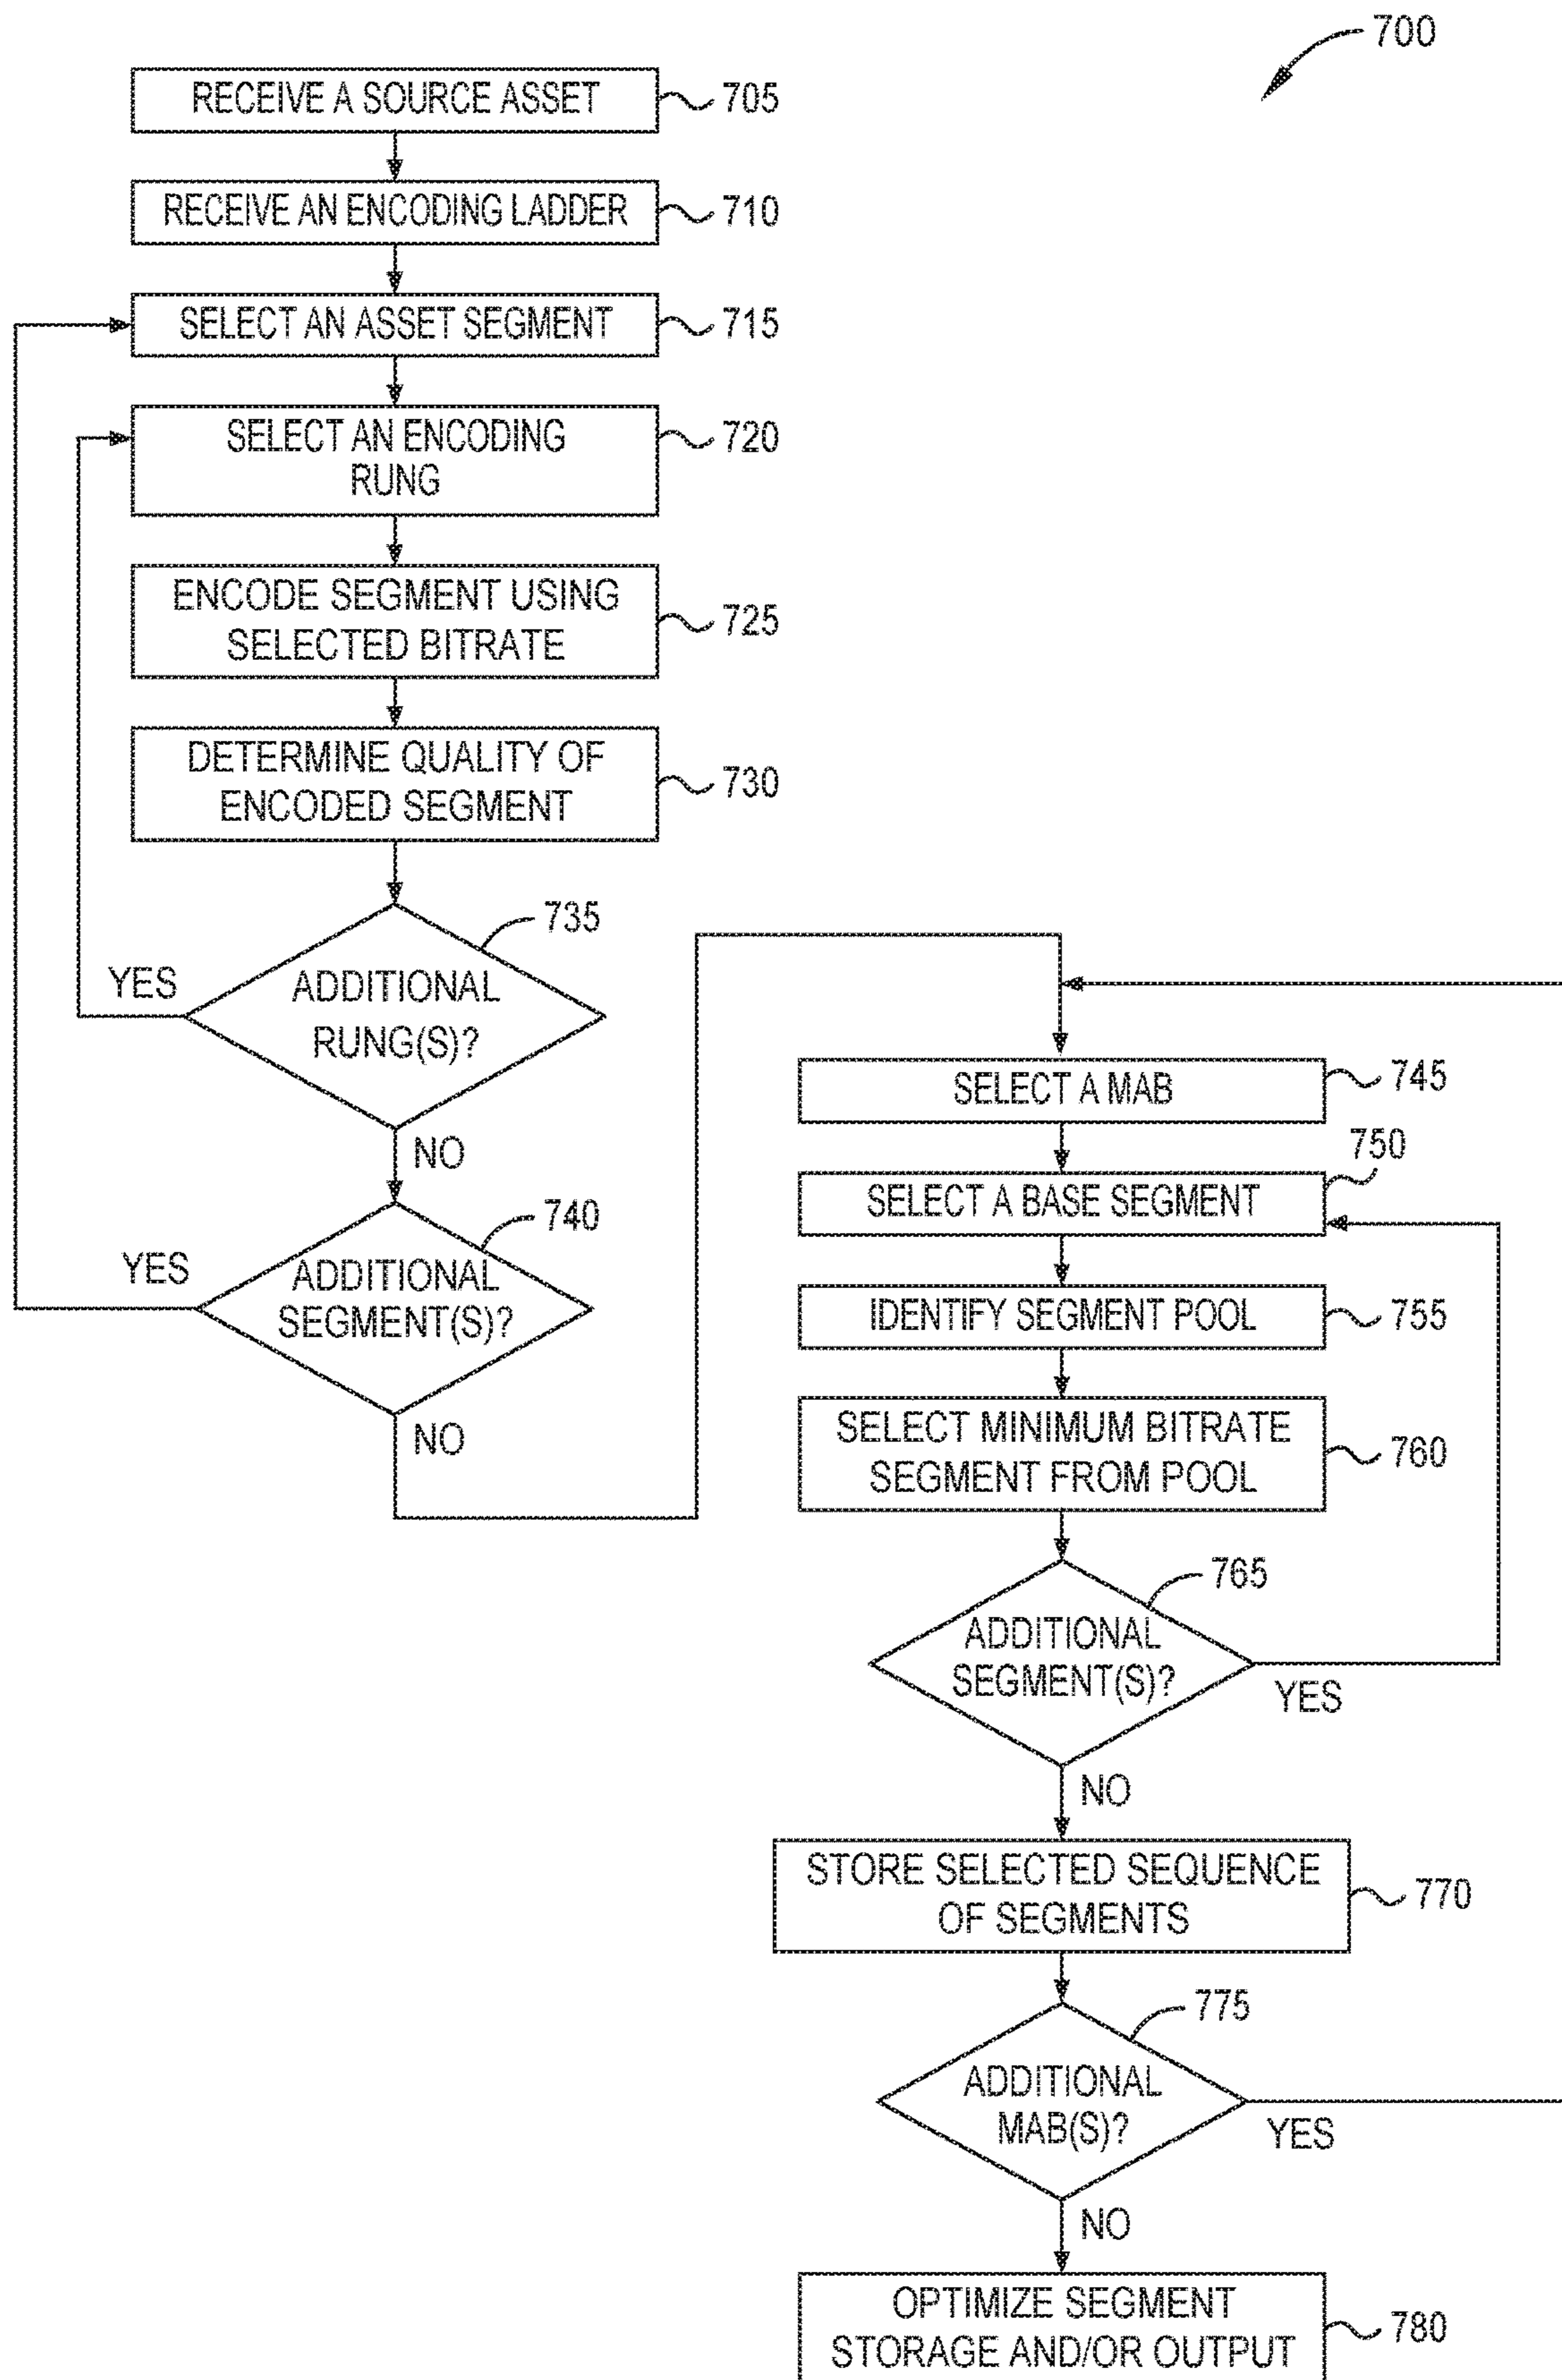 700
RECEIVE A SOURCE ASSET
705
RECEIVE AN ENCODING LADDER
710
SELECT AN ASSET SEGMENT
715
SELECT AN ENCODING
RUNG
720
ENCODE SEGMENT USING
SELECTED BITRATE
725
DETERMINE QUALITY OF
ENCODED SEGMENT
730
735
ADDITIONAL
RUNG(S)?
YES
NO
740
ADDITIONAL
SEGMENT(S)?
YES
NO
SELECT A MAB
745
750
SELECT A BASE SEGMENT
IDENTIFY SEGMENT POOL
755
SELECT MINIMUM BITRATE
SEGMENT FROM POOL
760
765
ADDITIONAL
SEGMENT(S)?
YES
NO
STORE SELECTED SEQUENCE
OF SEGMENTS
770
775
ADDITIONAL
MAB(S)?
YES
NO
OPTIMIZE SEGMENT
STORAGE AND/OR OUTPUT
780